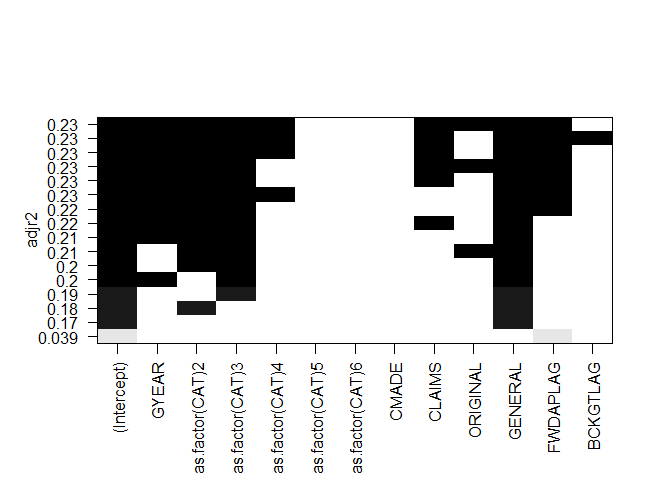 adjr2
0.23
0.23
0.23
0.23
0.23
0.23
0.22
0.22
0.21
0.21
0.2
0.2
0.19
0.18
0.17
0.039
(Intercept)
GYEAR
as.factor(CAT)2
as.factor(CAT)3
as.factor(CAT)4
as.factor(CAT)5
as.factor(CAT)6
CMADE
CLAIMS
ORIGINAL
GENERAL
FWDAPLAG
BCKGTLAG